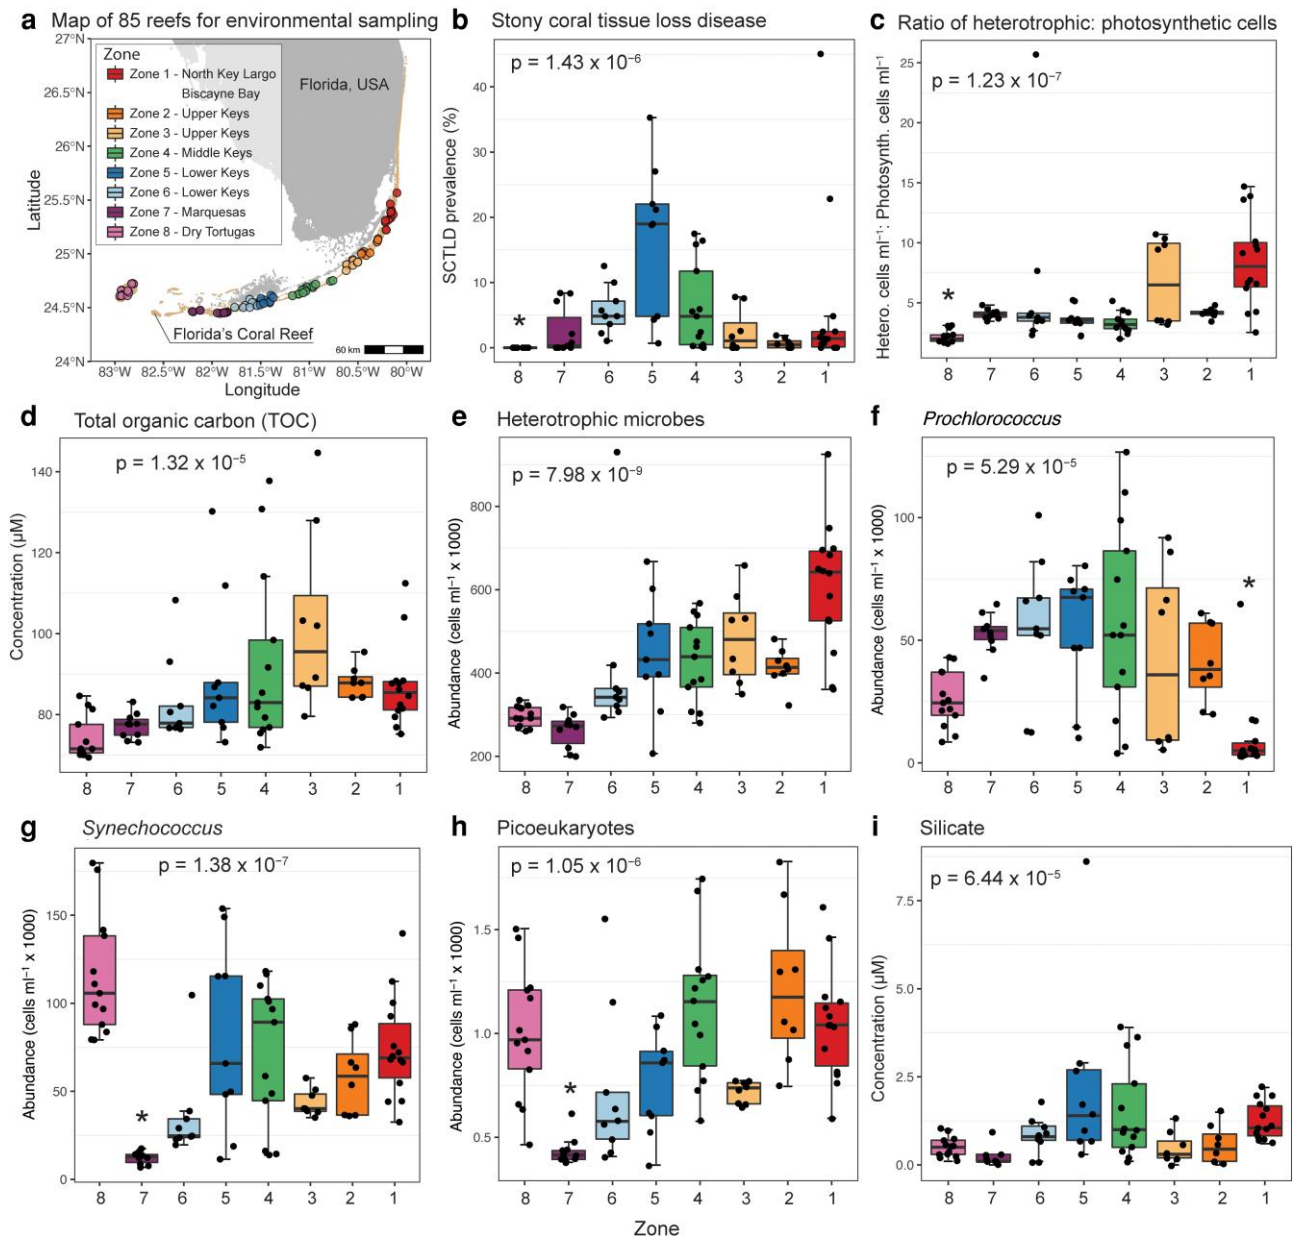 a Map of 85 reefs for environmental sampling
27°N
26.5°N
26°N
25.5°N
25°N
24.5°N
24°N
Latitude
Zone
Zone 1 - North Key Largo
Biscayne Bay
Zone 2 - Upper Keys
Zone 3 - Upper Keys
Zone 4 - Middle Keys
Zone 5 - Lower Keys
Zone 6 - Lower Keys
Zone 7 - Marquesas
Zone 8 - Dry Tortugas
Florida, USA
Florida's Coral Reef
60 km
83°W 82.5°W 82°W 81.5°W 81°W 80.5°W 80°W
Longitude
b Stony coral tissue loss disease
p = 1.43 x 10⁻⁶
SCTLD prevalence (%)
40
30
20
10
0
*
8 7 6 5 4 3 2 1
c Ratio of heterotrophic: photosynthetic cells
p = 1.23 x 10⁻⁷
Hetero. cells ml⁻¹: Photosynth. cells ml⁻¹
25
20
15
10
5
*
8 7 6 5 4 3 2 1
d Total organic carbon (TOC)
p = 1.32 x 10⁻⁵
Concentration (µM)
140
120
100
80
8 7 6 5 4 3 2 1
e Heterotrophic microbes
p = 7.98 x 10⁻⁹
Abundance (cells ml⁻¹ x 1000)
800
600
400
200
8 7 6 5 4 3 2 1
f Prochlorococcus
p = 5.29 x 10⁻⁵
Abundance (cells ml⁻¹ x 1000)
100
50
0
*
8 7 6 5 4 3 2 1
g Synechococcus
p = 1.38 x 10⁻⁷
Abundance (cells ml⁻¹ x 1000)
150
100
50
0
*
8 7 6 5 4 3 2 1
h Picoeukaryotes
p = 1.05 x 10⁻⁶
Abundance (cells ml⁻¹ x 1000)
1.5
1.0
0.5
*
8 7 6 5 4 3 2 1
Zone
i Silicate
p = 6.44 x 10⁻⁵
Concentration (µM)
7.5
5.0
2.5
0.0
8 7 6 5 4 3 2 1